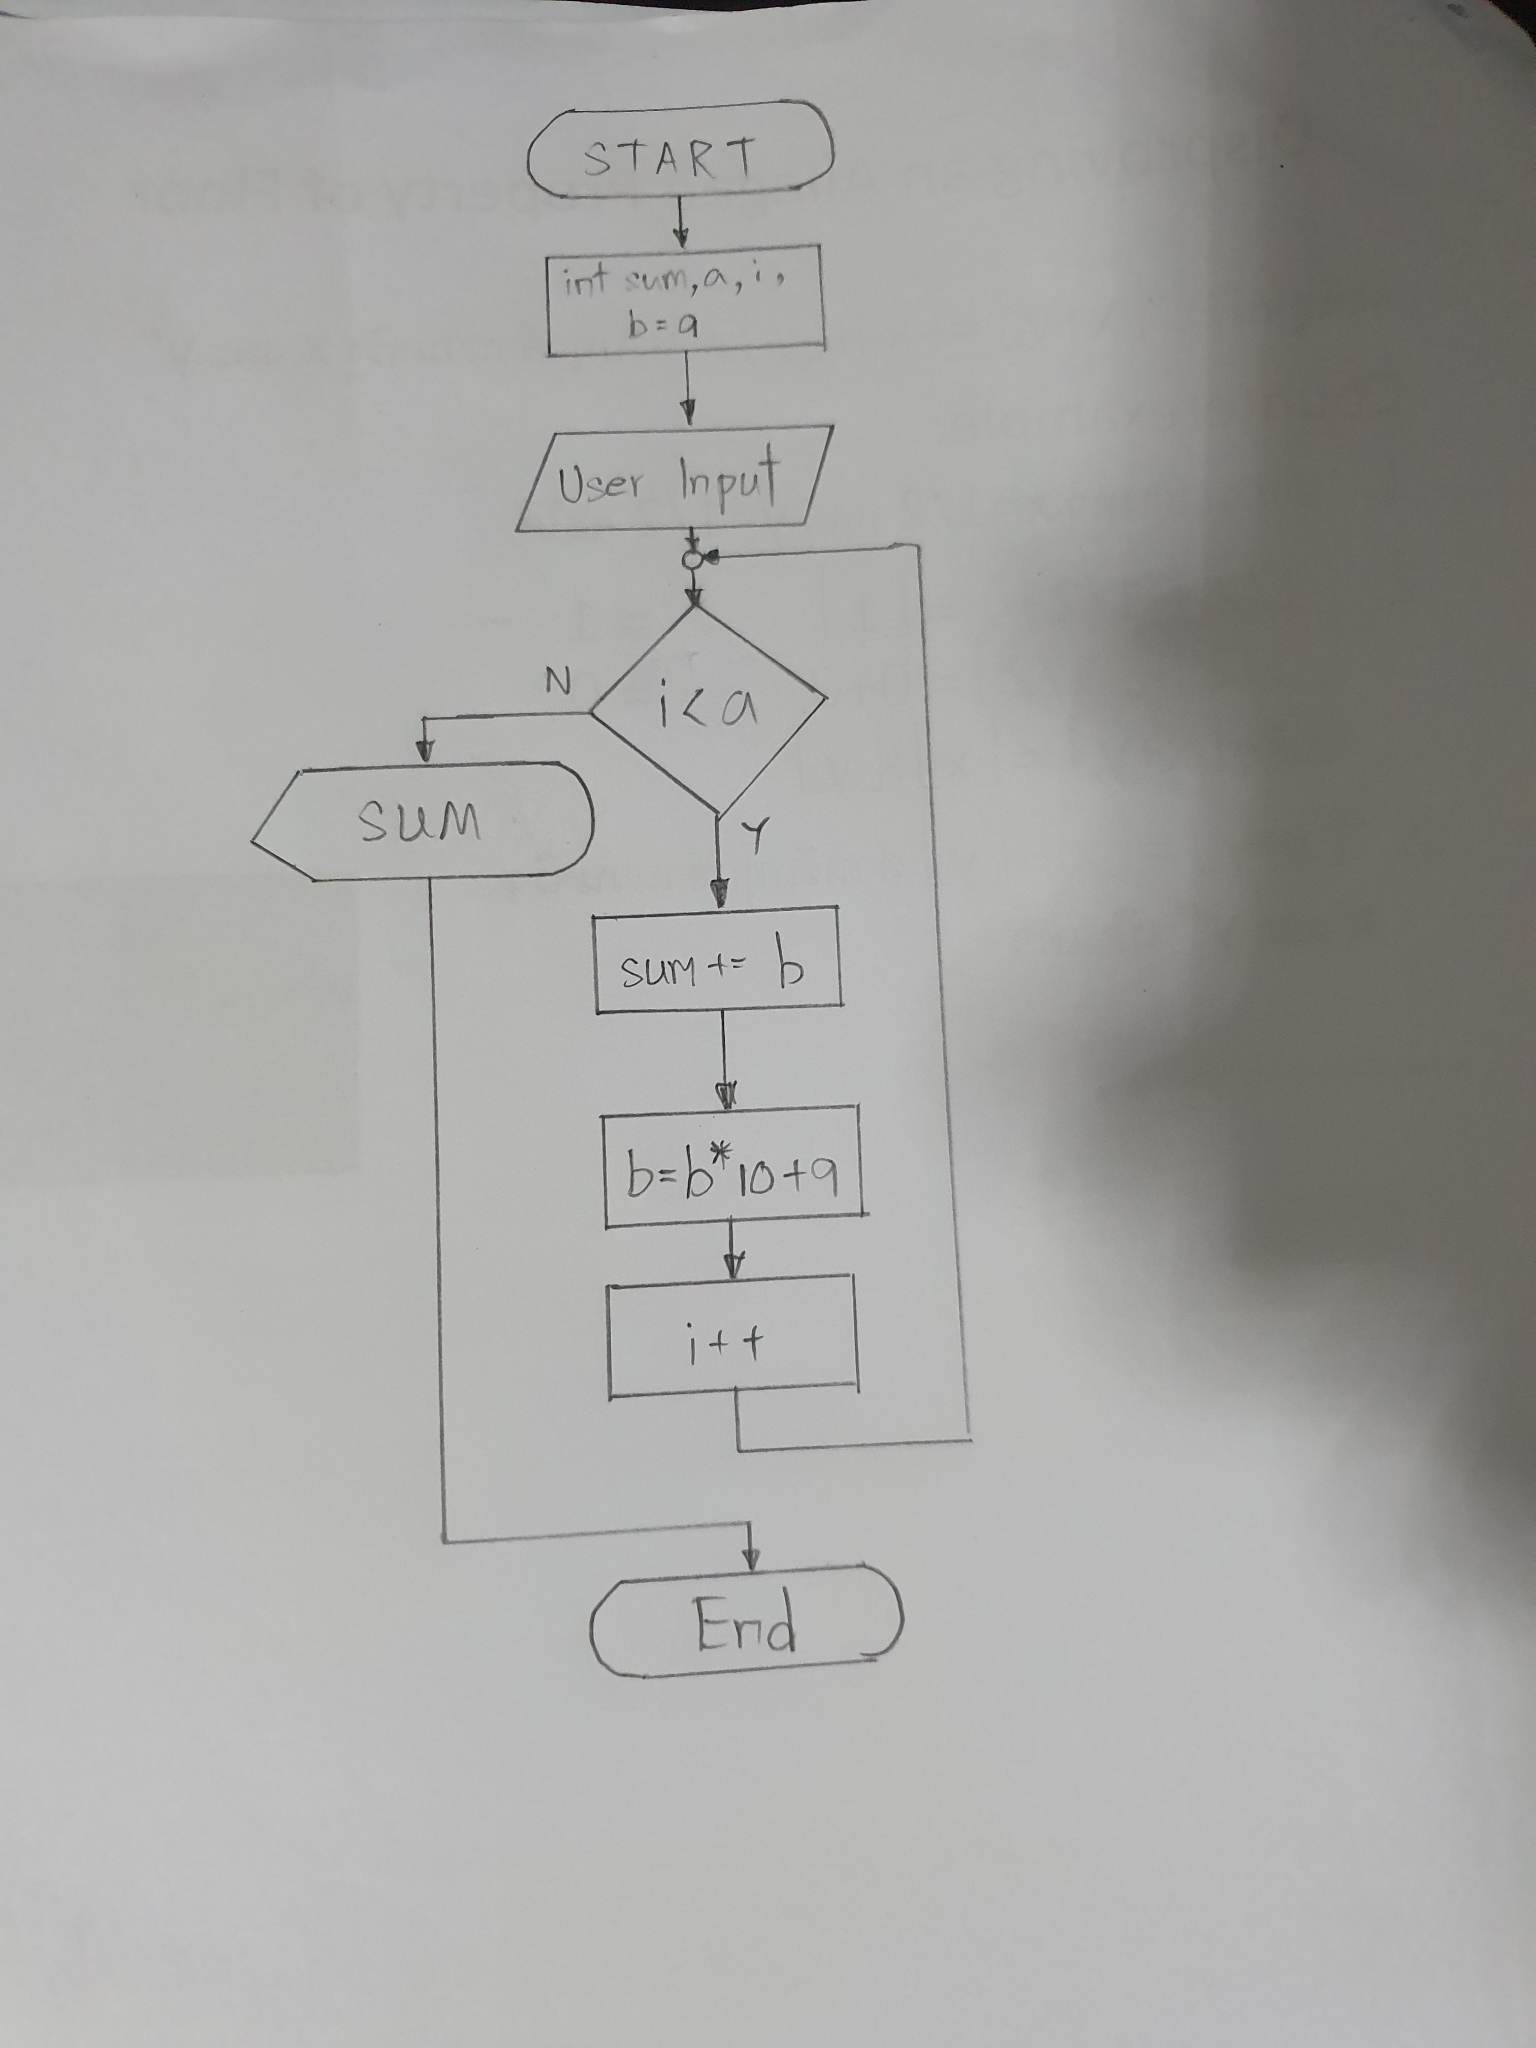 START
int sum, a, i,
b = 9
User Input
i < a
N
Y
SUM
sum += b
b=b*10+9
i++
End